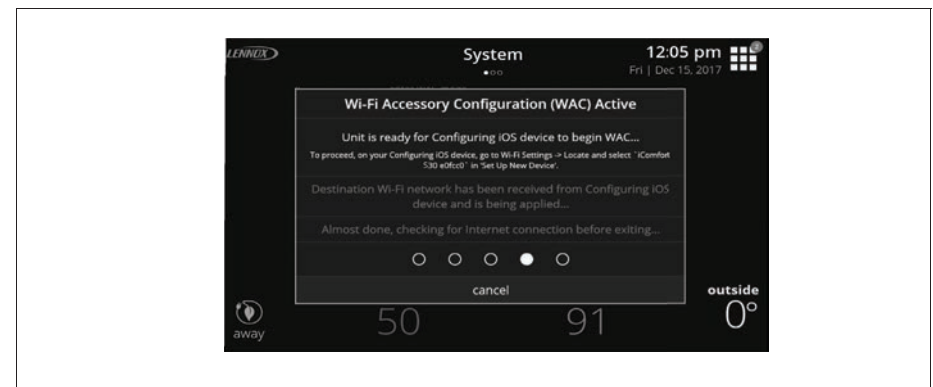 LENNOX
System
12:05 pm
Fri | Dec 15, 2017
Wi-Fi Accessory Configuration (WAC) Active
Unit is ready for Configuring iOS device to begin WAC...
To proceed, on your Configuring iOS device, go to Wi-Fi Settings -> Locate and select `iComfort
S30 e0fcc0` in 'Set Up New Device'.
Destination Wi-Fi network has been received from Configuring iOS
device and is being applied...
Almost done, checking for Internet connection before exiting...
cancel
away
50
91
outside
0°